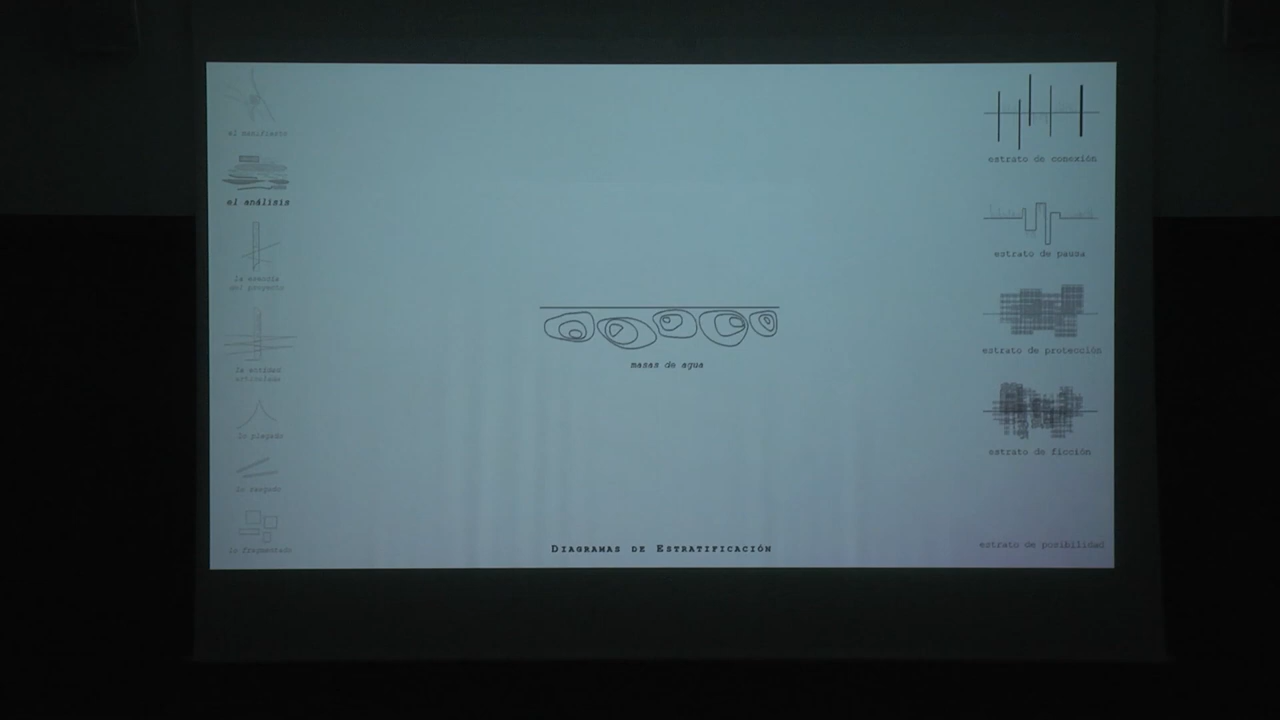 el manifiesto
el análisis
la esencia
del proyecto
la entidad
articulada
lo plegado
lo rasgado
lo fragmentado
masas de agua
DIAGRAMAS DE ESTRATIFICACIÓN
estrato de conexión
estrato de pausa
estrato de protección
estrato de ficción
estrato de posibilidad